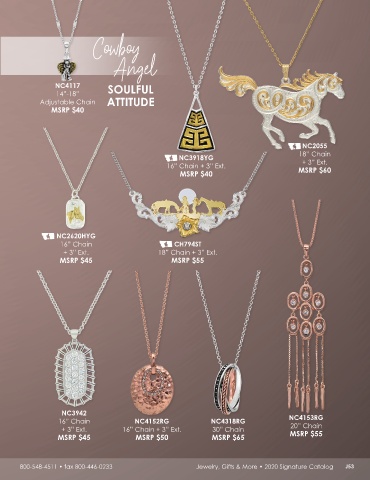 Cowboy
Angel
SOULFUL
ATTITUDE
NC4117
14"-18"
Adjustable Chain
MSRP $40
NC3918YG
16" Chain + 3" Ext.
MSRP $40
NC2055
18" Chain
+ 3" Ext.
MSRP $60
NC2620HYG
16" Chain
+ 3" Ext.
MSRP $45
CH794ST
18" Chain + 3" Ext.
MSRP $55
NC3942
16" Chain
+ 3" Ext.
MSRP $45
NC4152RG
16" Chain + 3" Ext.
MSRP $50
NC4318RG
30" Chain
MSRP $65
NC4153RG
20" Chain
MSRP $55
800-548-4511 • fax 800-446-0233
Jewelry, Gifts & More • 2020 Signature Catalog